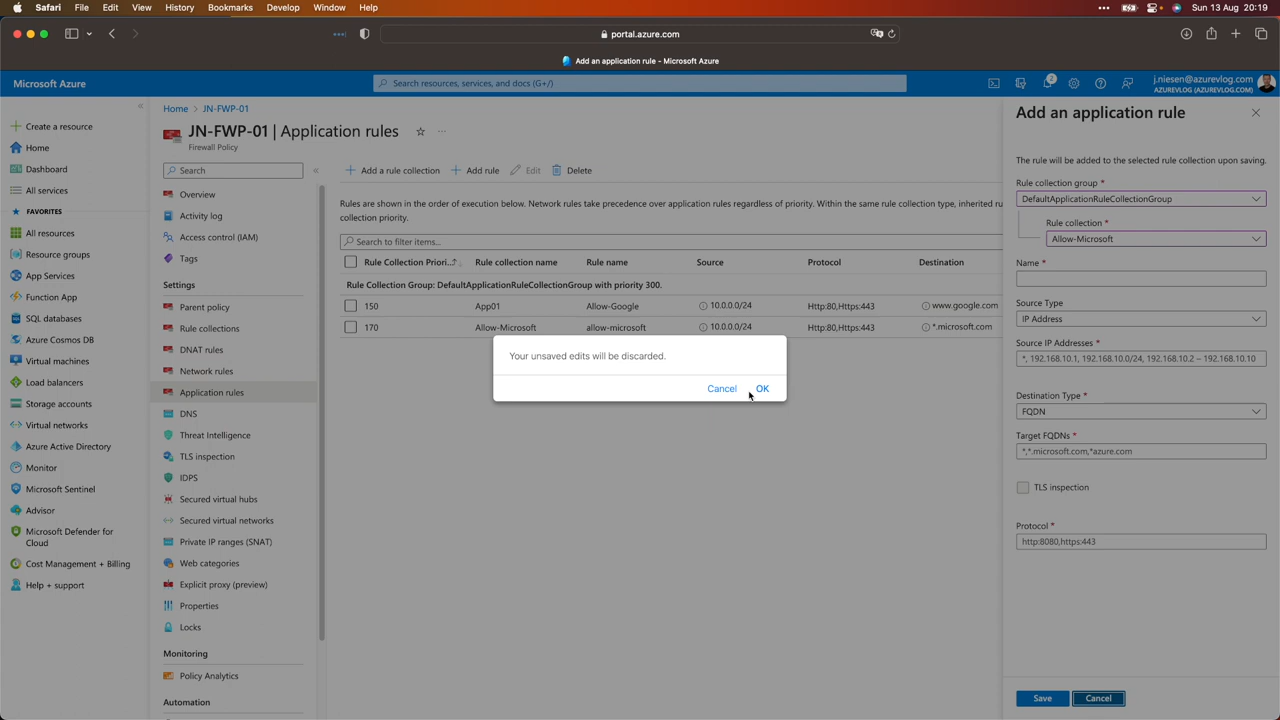 Safari File Edit View History Bookmarks Develop Window Help
Sun 13 Aug 20:19
portal.azure.com
Add an application rule - Microsoft Azure
Microsoft Azure
Search resources, services, and docs (G+/)
2
j.niesen@azurevlog.com
AZUREVLOG (AZUREVLOG.COM)
Create a resource
Home
Dashboard
All services
FAVORITES
All resources
Resource groups
App Services
Function App
SQL databases
Azure Cosmos DB
Virtual machines
Load balancers
Storage accounts
Virtual networks
Azure Active Directory
Monitor
Microsoft Sentinel
Advisor
Microsoft Defender for
Cloud
Cost Management + Billing
Help + support
Home > JN-FWP-01
JN-FWP-01 | Application rules
Firewall Policy
Search
Overview
Activity log
Access control (IAM)
Tags
Settings
Parent policy
Rule collections
DNAT rules
Network rules
Application rules
DNS
Threat Intelligence
TLS inspection
IDPS
Secured virtual hubs
Secured virtual networks
Private IP ranges (SNAT)
Web categories
Explicit proxy (preview)
Properties
Locks
Monitoring
Policy Analytics
Automation
Add a rule collection Add rule Edit Delete
Rules are shown in the order of execution below. Network rules take precedence over application rules regardless of priority. Within the same rule collection type, inherited ru
collection priority.
Search to filter items...
Rule Collection Priori...↑↓ Rule collection name Rule name Source Protocol Destination
Rule Collection Group: DefaultApplicationRuleCollectionGroup with priority 300.
150 App01 Allow-Google 10.0.0.0/24 Http:80,Https:443 www.google.com
170 Allow-Microsoft allow-microsoft 10.0.0.0/24 Http:80,Https:443 *.microsoft.com
Your unsaved edits will be discarded.
Cancel OK
Add an application rule
The rule will be added to the selected rule collection upon saving.
Rule collection group *
DefaultApplicationRuleCollectionGroup
Rule collection *
Allow-Microsoft
Name *
Source Type
IP Address
Source IP Addresses *
*, 192.168.10.1, 192.168.10.0/24, 192.168.10.2 – 192.168.10.10
Destination Type *
FQDN
Target FQDNs *
*,*.microsoft.com,*azure.com
TLS inspection
Protocol *
http:8080,https:443
Save Cancel